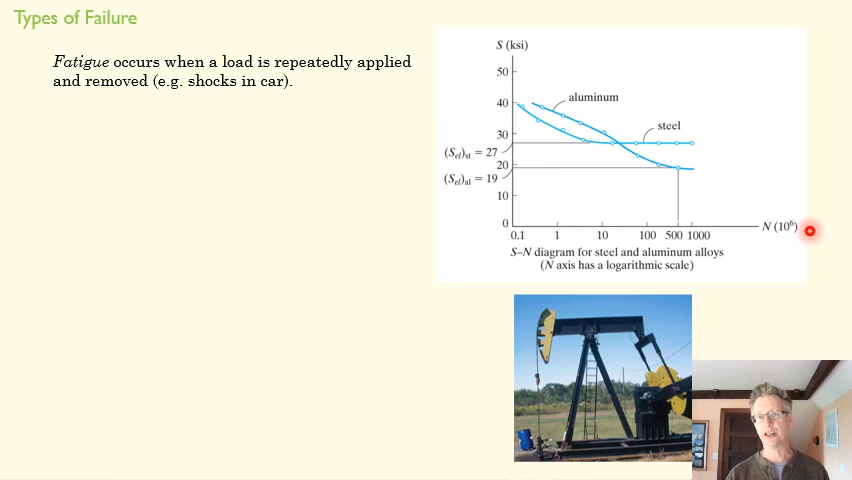 Types of Failure
Fatigue occurs when a load is repeatedly applied
and removed (e.g. shocks in car).
S (ksi)
50
40
aluminum
30
steel
(Sel)st = 27
20
(Sel)al = 19
10
0
N (10⁶)
0.1 1 10 100 500 1000
S–N diagram for steel and aluminum alloys
(N axis has a logarithmic scale)